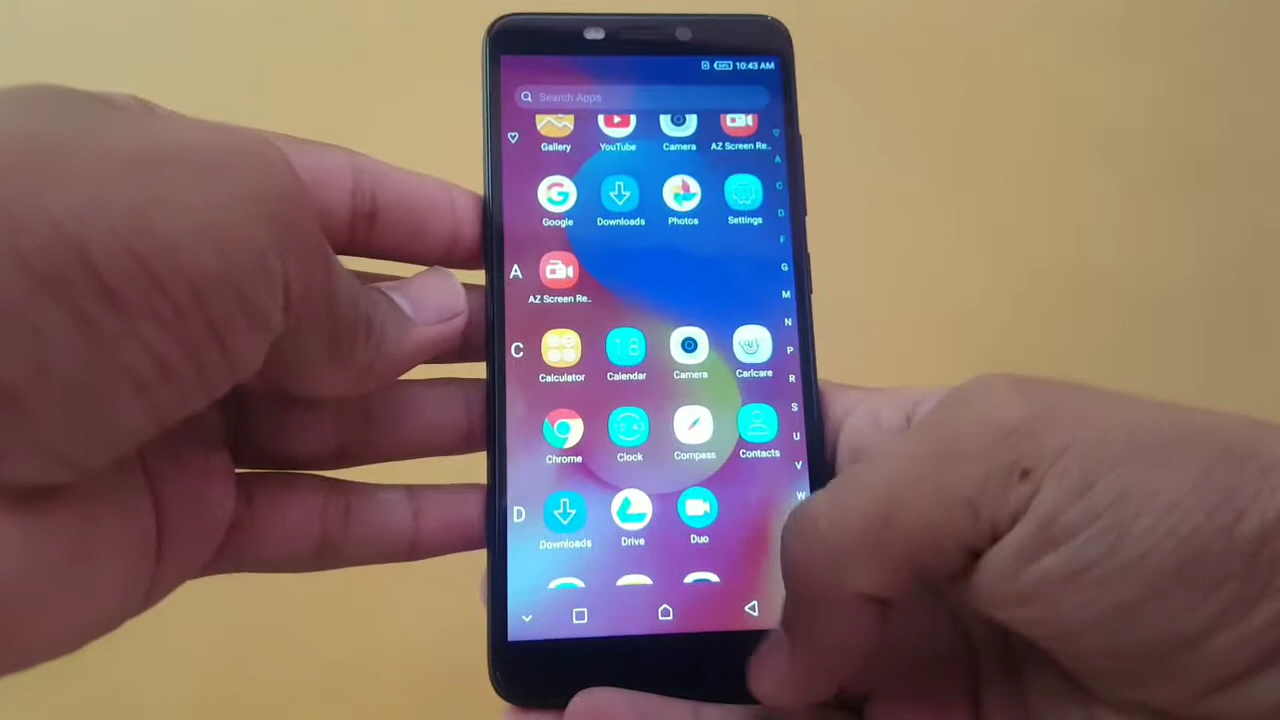 10:43 AM
Search Apps
Gallery YouTube Camera AZ Screen Re..
Google Downloads Photos Settings
A
AZ Screen Re..
C
Calculator Calendar Camera Carlcare
Chrome Clock Compass Contacts
D
Downloads Drive Duo
A
C
D
F
G
M
N
P
R
S
U
V
W